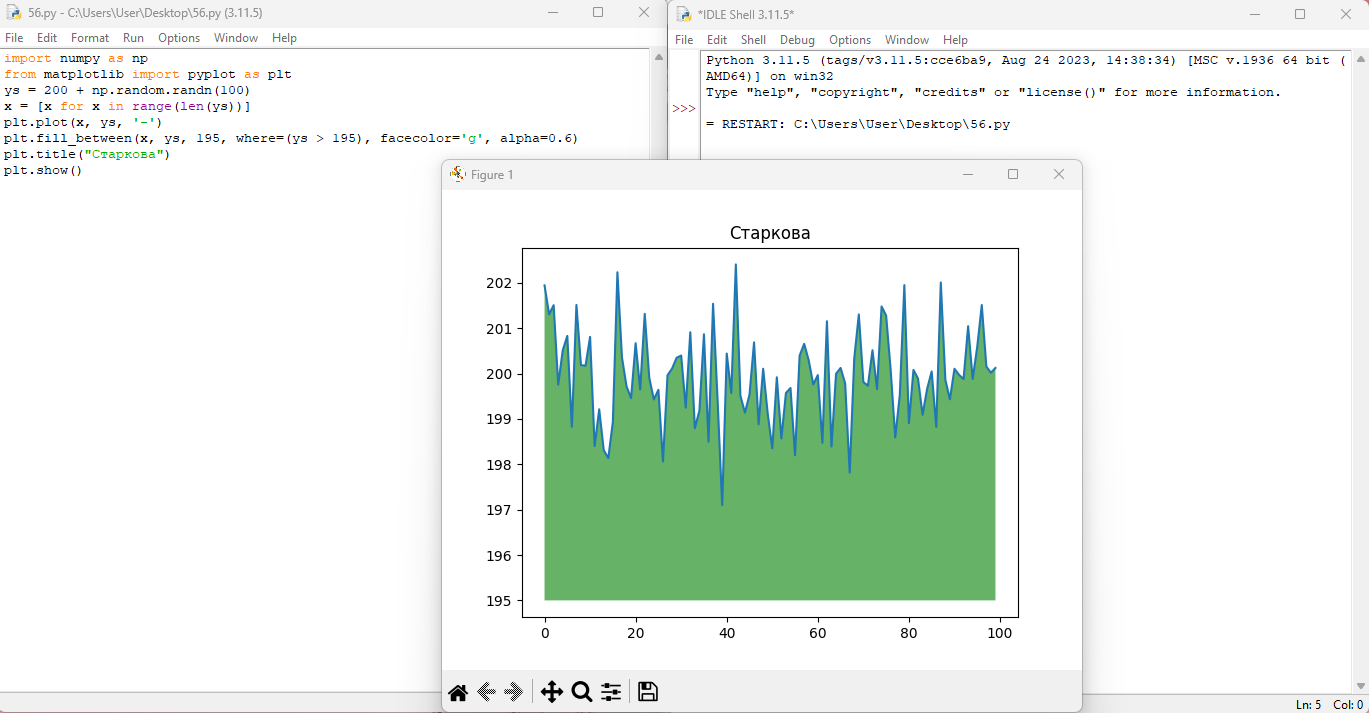 56.py - C:\Users\User\Desktop\56.py (3.11.5)
File Edit Format Run Options Window Help
import numpy as np
from matplotlib import pyplot as plt
ys = 200 + np.random.randn(100)
x = [x for x in range(len(ys))]
plt.plot(x, ys, '-')
plt.fill_between(x, ys, 195, where=(ys > 195), facecolor='g', alpha=0.6)
plt.title("Старкова")
plt.show()
*IDLE Shell 3.11.5*
File Edit Shell Debug Options Window Help
Python 3.11.5 (tags/v3.11.5:cce6ba9, Aug 24 2023, 14:38:34) [MSC v.1936 64 bit (
AMD64)] on win32
Type "help", "copyright", "credits" or "license()" for more information.
>>>
= RESTART: C:\Users\User\Desktop\56.py
Figure 1
Старкова
202
201
200
199
198
197
196
195
0 20 40 60 80 100
Ln: 5 Col: 0